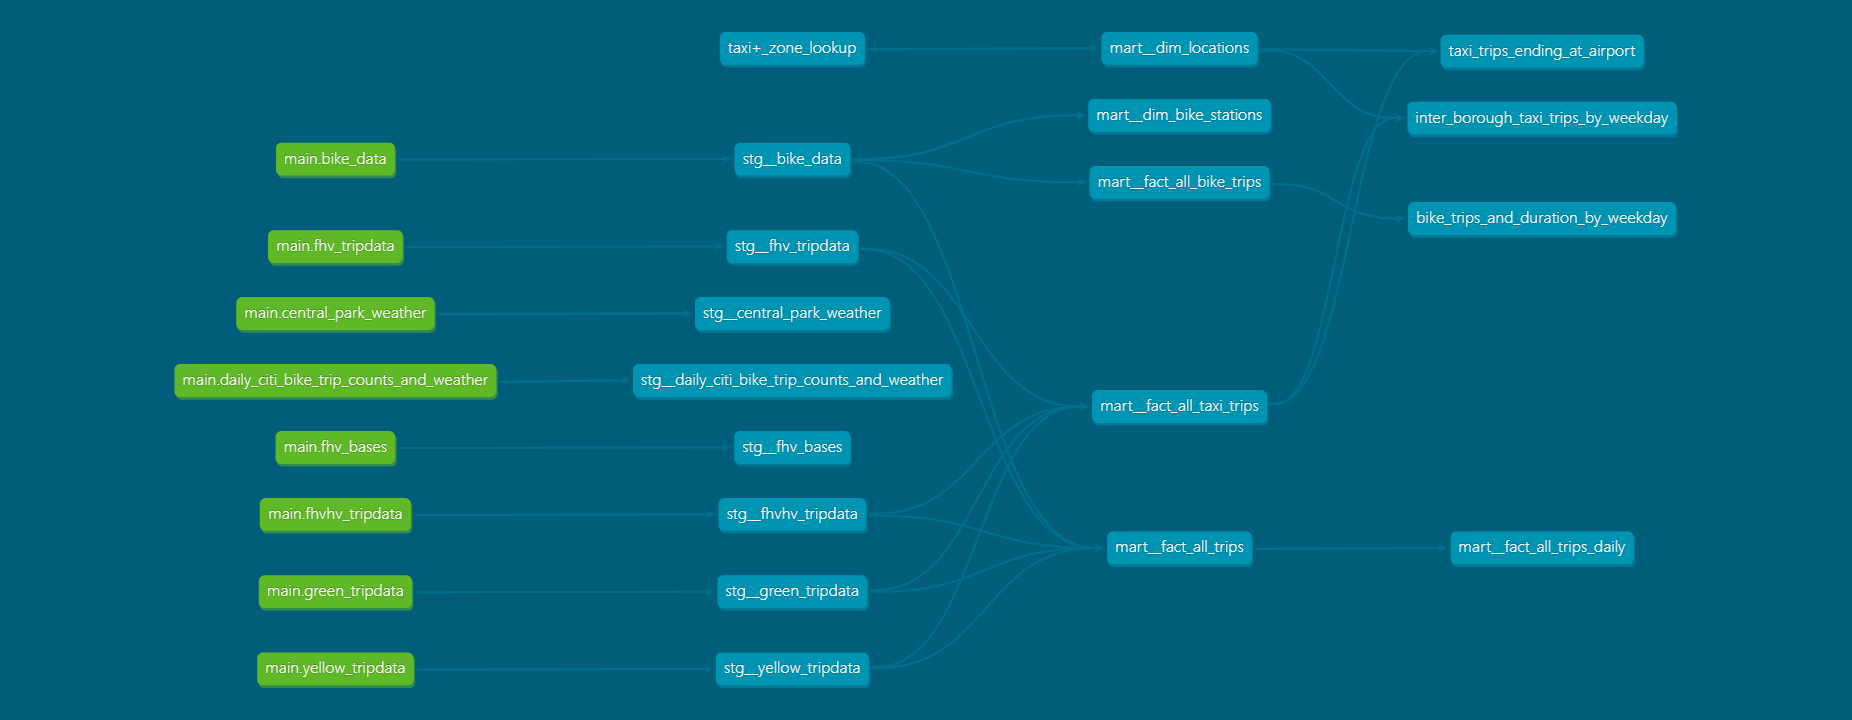 taxi+_zone_lookup
mart__dim_locations
taxi_trips_ending_at_airport
mart__dim_bike_stations
inter_borough_taxi_trips_by_weekday
main.bike_data
stg__bike_data
mart__fact_all_bike_trips
bike_trips_and_duration_by_weekday
main.fhv_tripdata
stg__fhv_tripdata
main.central_park_weather
stg__central_park_weather
main.daily_citi_bike_trip_counts_and_weather
stg__daily_citi_bike_trip_counts_and_weather
mart__fact_all_taxi_trips
main.fhv_bases
stg__fhv_bases
main.fhvhv_tripdata
stg__fhvhv_tripdata
mart__fact_all_trips
mart__fact_all_trips_daily
main.green_tripdata
stg__green_tripdata
main.yellow_tripdata
stg__yellow_tripdata